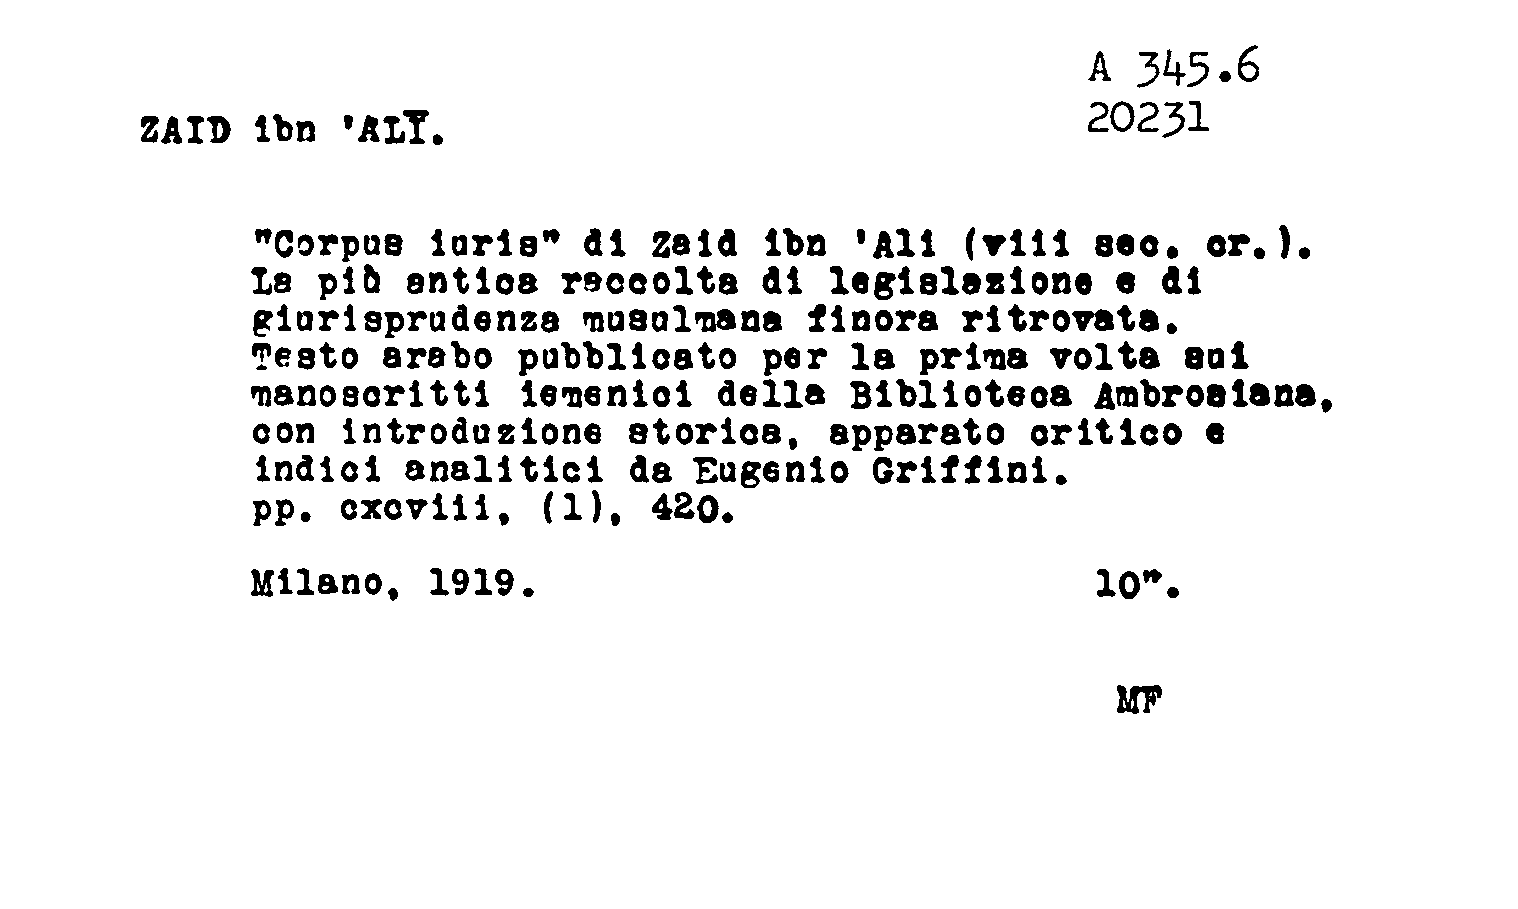 A 345.6
20231
ZAID ibn 'ALĪ.
"Corpus iuris" di Zaid ibn 'Ali (viii sec. cr.).
La più antica raccolta di legislazione e di
giurisprudenza musulmana finora ritrovata.
Testo arabo pubblicato per la prima volta sui
manoscritti iemenici della Biblioteca Ambrosiana,
con introduzione storica, apparato critico e
indici analitici da Eugenio Griffini.
pp. cxcviii, (1), 420.
Milano, 1919. 10".
MF